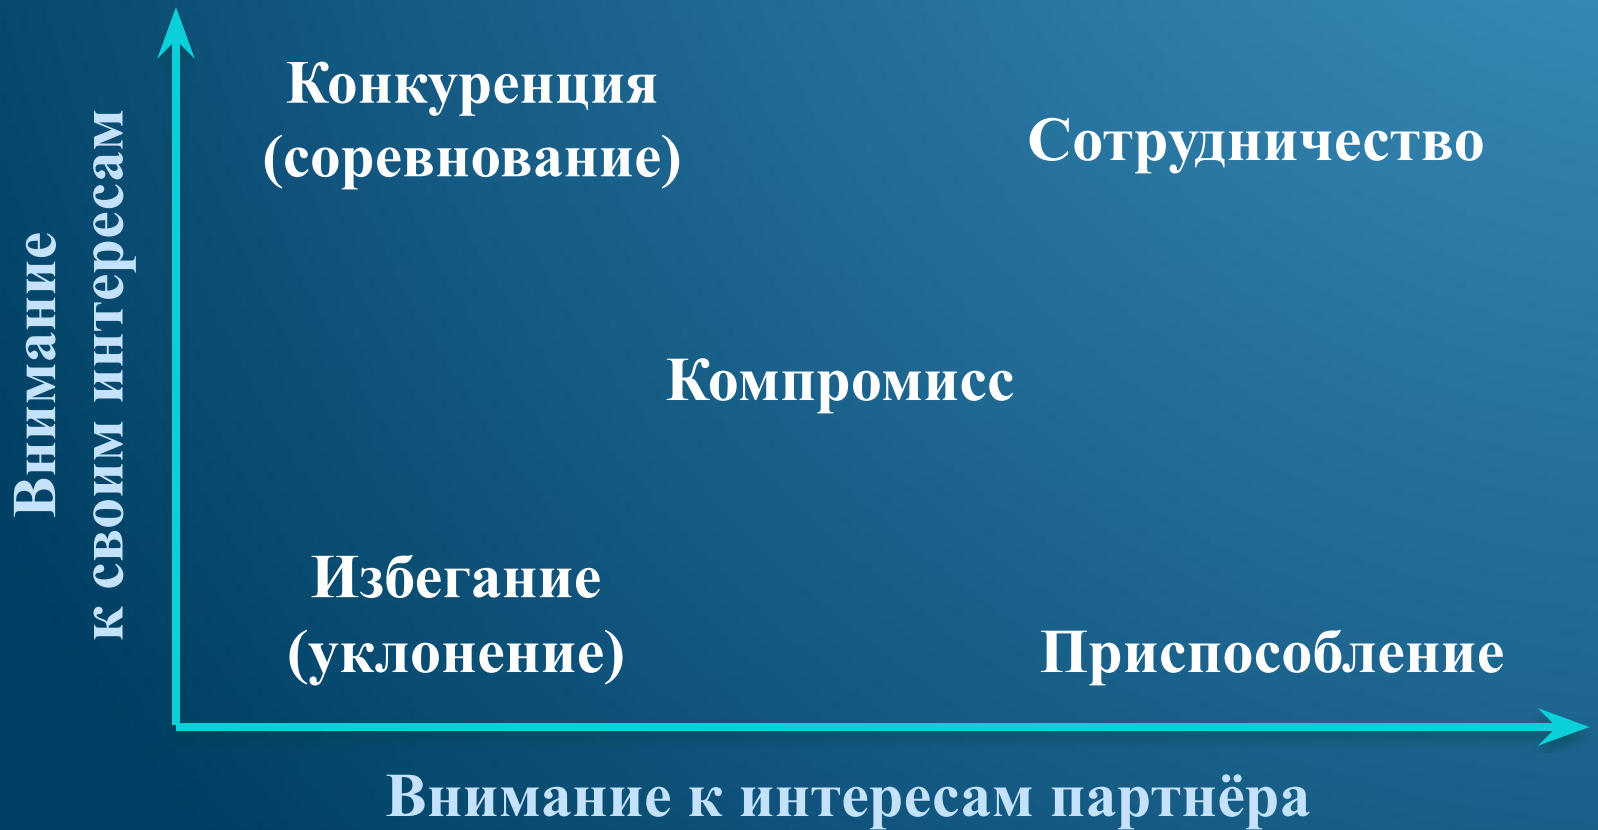 Конкуренция
(соревнование)
Сотрудничество
Внимание
к своим интересам
Компромисс
Избегание
(уклонение)
Приспособление
Внимание к интересам партнёра